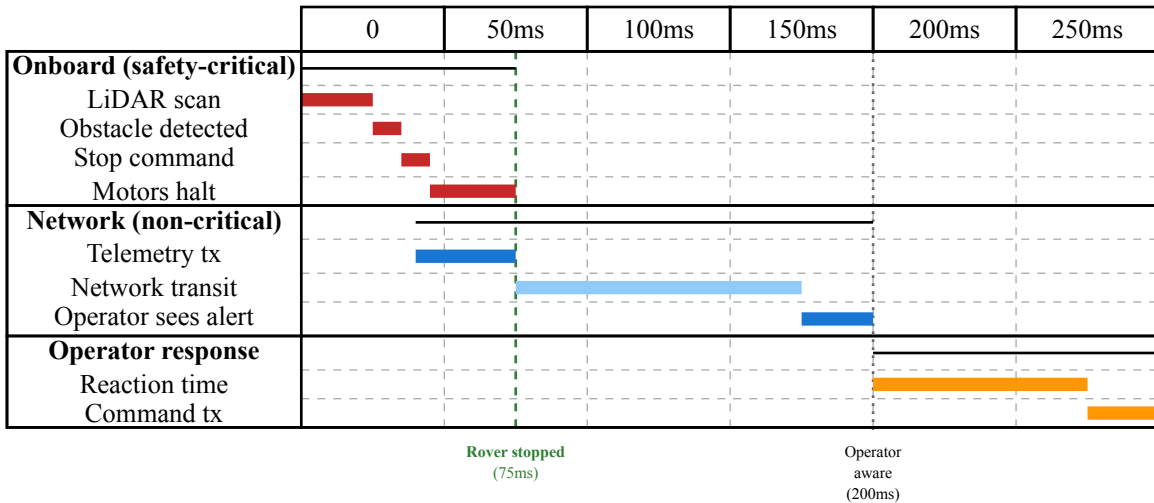 0 50ms 100ms 150ms 200ms 250ms
Onboard (safety-critical)
LiDAR scan
Obstacle detected
Stop command
Motors halt
Network (non-critical)
Telemetry tx
Network transit
Operator sees alert
Operator response
Reaction time
Command tx
Rover stopped
(75ms)
Operator
aware
(200ms)